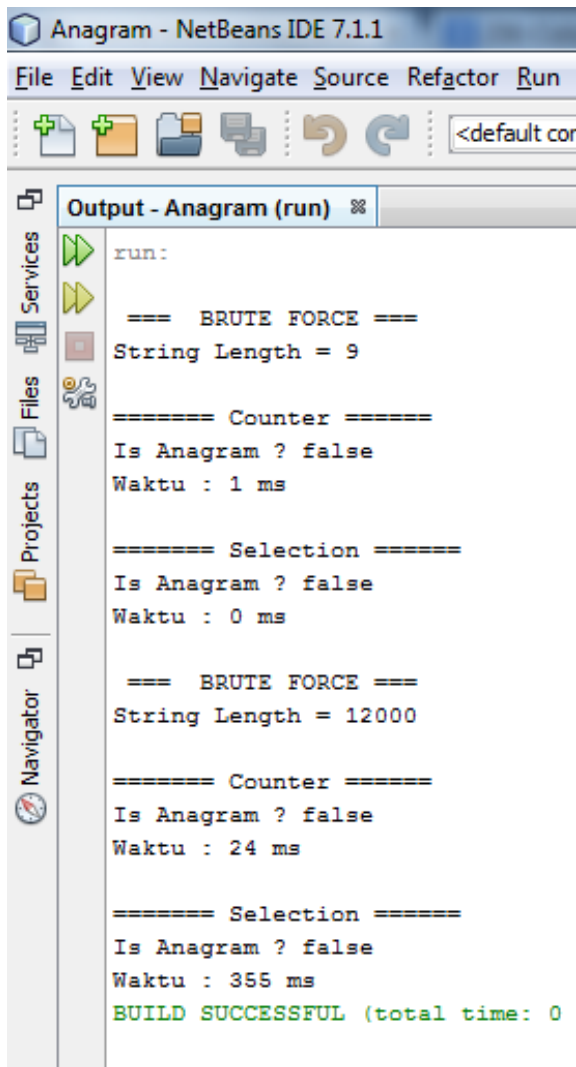 Anagram - NetBeans IDE 7.1.1
File Edit View Navigate Source Refactor Run
<default con
Output - Anagram (run)
Services
Files
Projects
Navigator
run:
=== BRUTE FORCE ===
String Length = 9
======= Counter ======
Is Anagram ? false
Waktu : 1 ms
======= Selection ======
Is Anagram ? false
Waktu : 0 ms
=== BRUTE FORCE ===
String Length = 12000
======= Counter ======
Is Anagram ? false
Waktu : 24 ms
======= Selection ======
Is Anagram ? false
Waktu : 355 ms
BUILD SUCCESSFUL (total time: 0